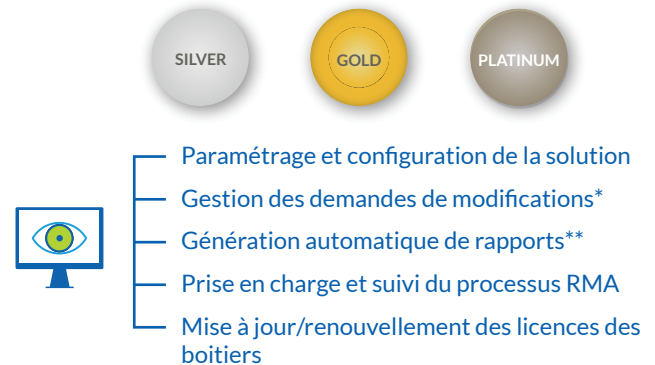 SILVER
GOLD
PLATINUM
Paramétrage et configuration de la solution
Gestion des demandes de modifications*
Génération automatique de rapports**
Prise en charge et suivi du processus RMA
Mise à jour/renouvellement des licences des
boitiers